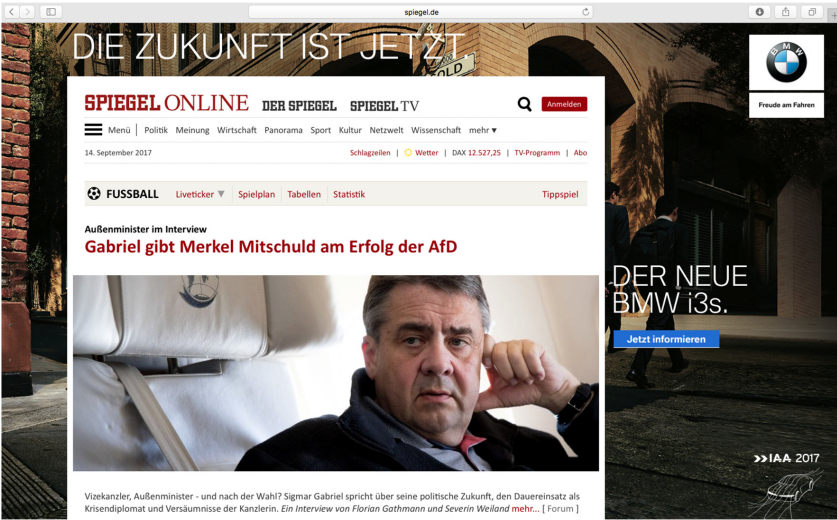 spiegel.de
DIE ZUKUNFT IST JETZT.
SOLD
BMW
Freude am Fahren
SPIEGEL ONLINE DER SPIEGEL SPIEGEL TV
Anmelden
Menü | Politik Meinung Wirtschaft Panorama Sport Kultur Netzwelt Wissenschaft mehr ▾
14. September 2017
Schlagzeilen | Wetter | DAX 12.527,25 | TV-Programm | Abo
FUSSBALL Liveticker ▾ Spielplan Tabellen Statistik Tippspiel
Außenminister im Interview
Gabriel gibt Merkel Mitschuld am Erfolg der AfD
DER NEUE
BMW i3s.
Jetzt informieren
>>IAA 2017
Vizekanzler, Außenminister - und nach der Wahl? Sigmar Gabriel spricht über seine politische Zukunft, den Dauereinsatz als
Krisendiplomat und Versäumnisse der Kanzlerin. Ein Interview von Florian Gathmann und Severin Weiland mehr... [ Forum ]